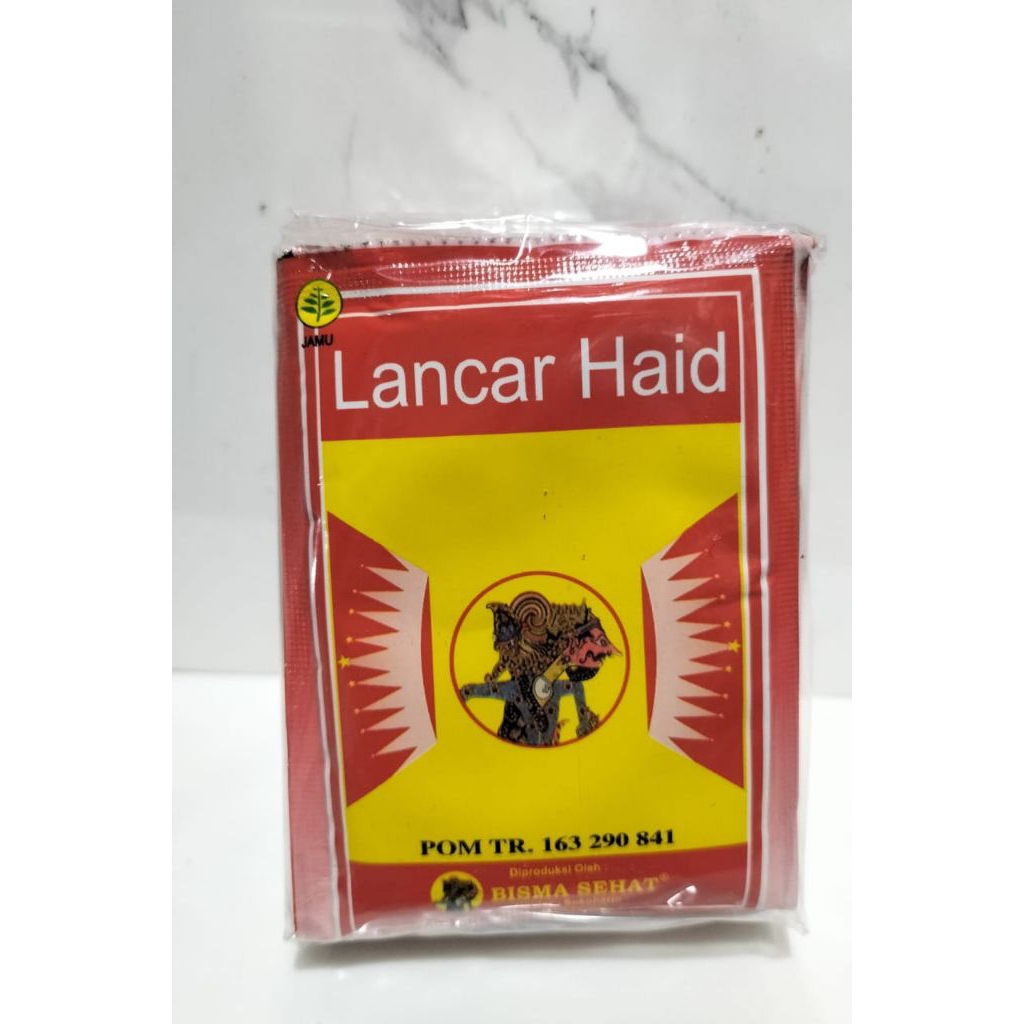 JAMU
Lancar Haid
POM TR. 163 290 841
Diproduksi Oleh :
BISMA SEHAT®